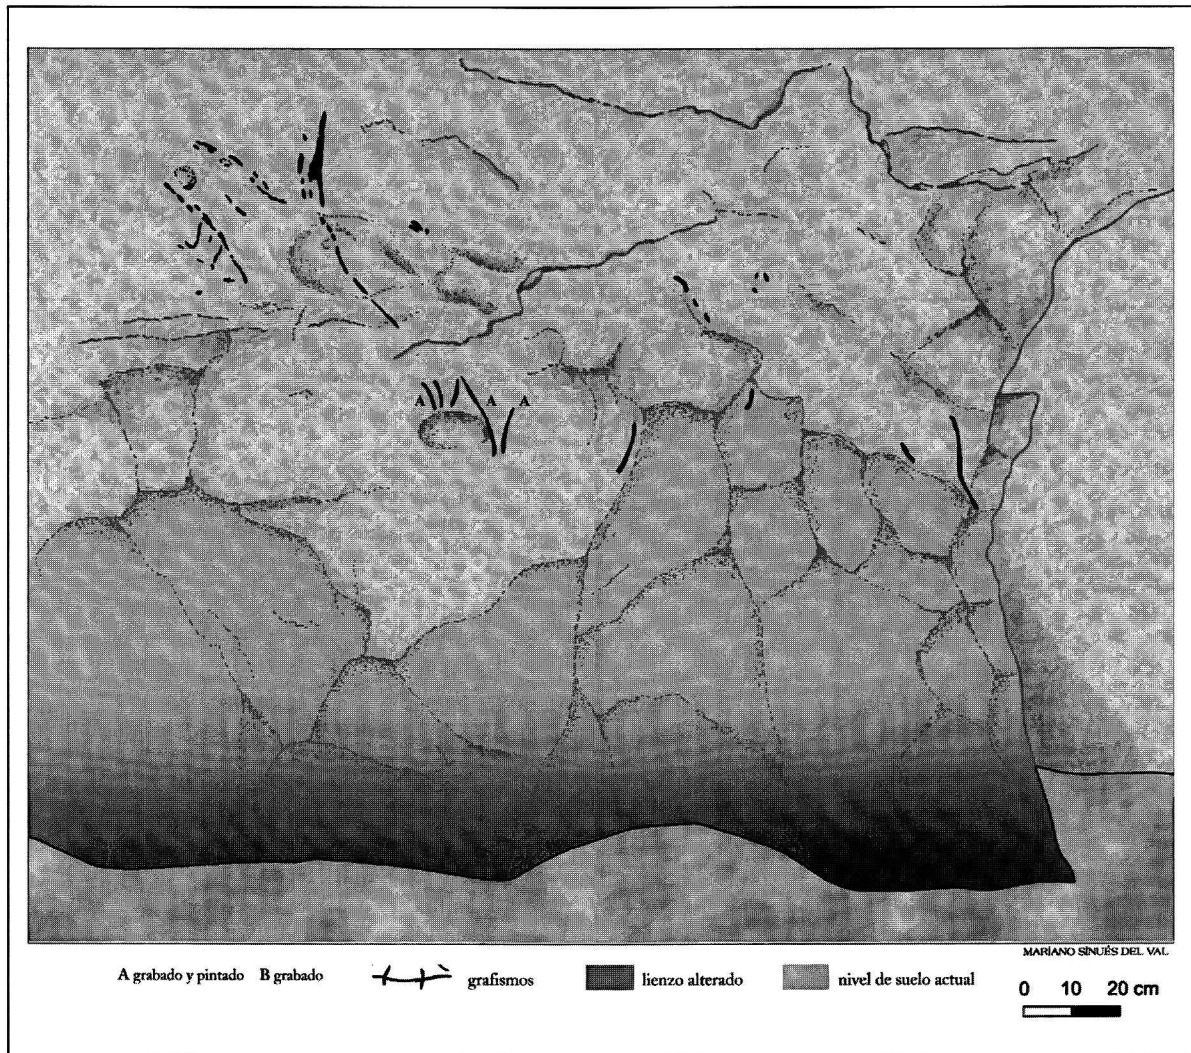 A A A
MARIANO SINUÉS DEL VAL
A grabado y pintado B grabado grafismos lienzo alterado nivel de suelo actual
0 10 20 cm